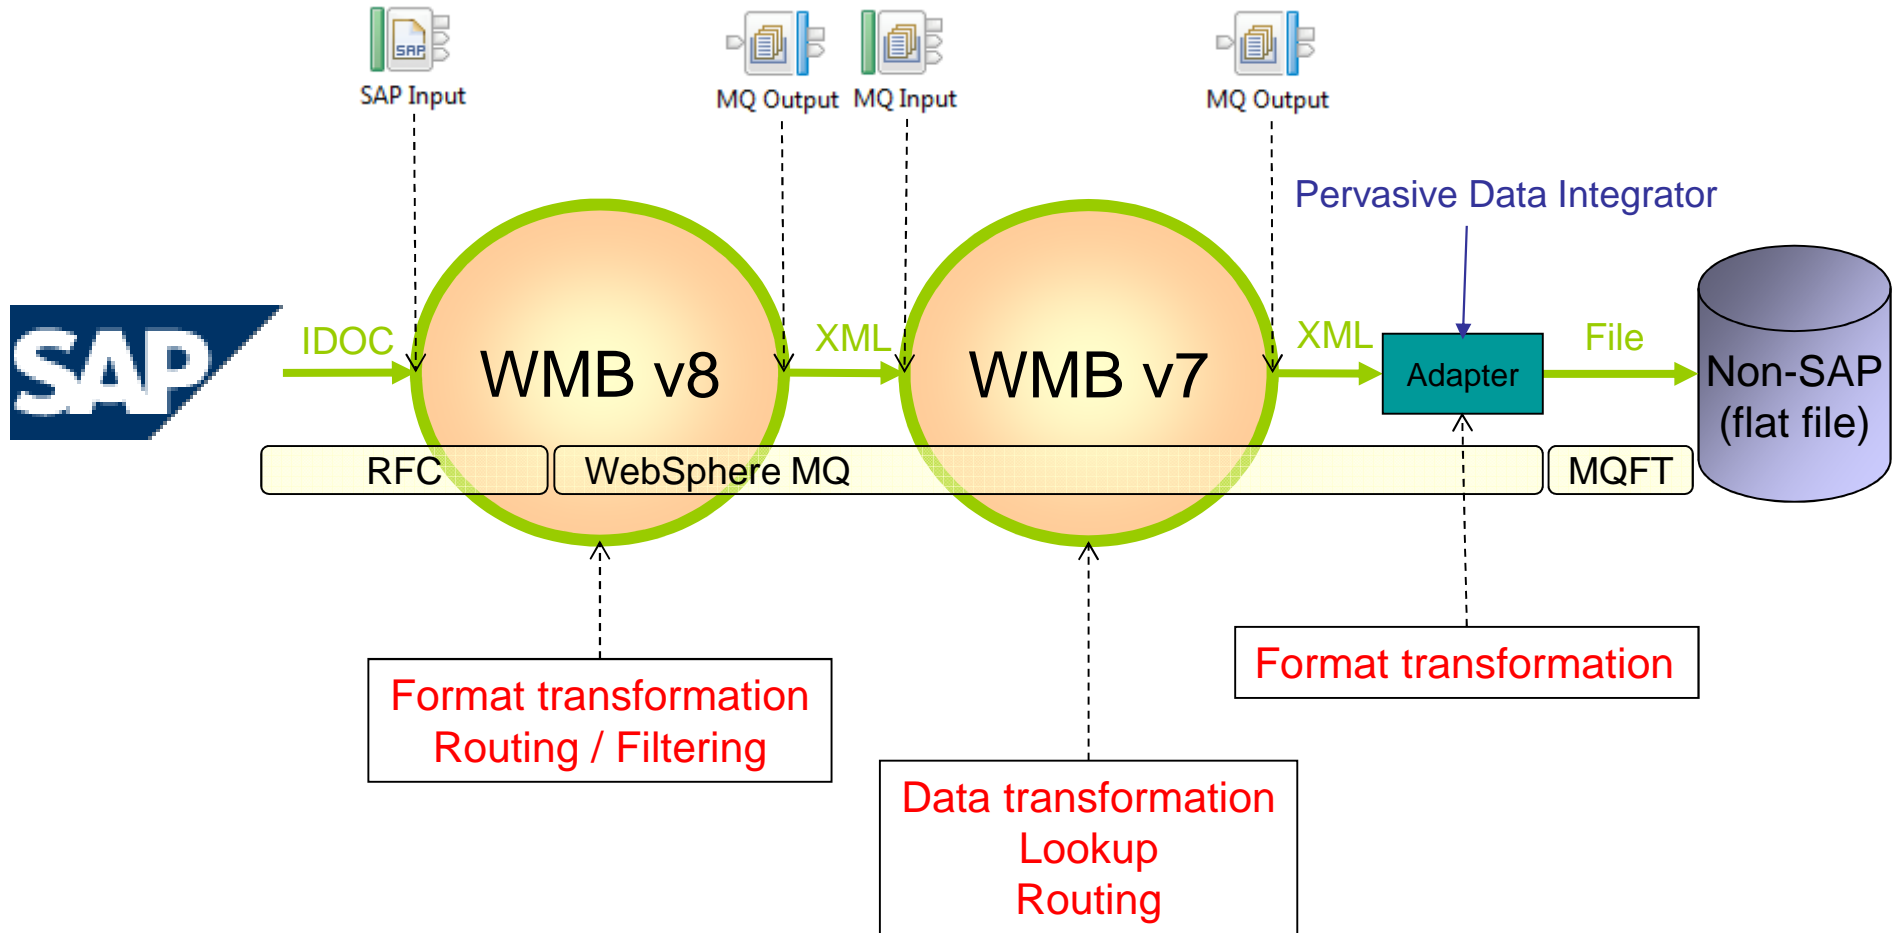 SAP
SAP Input
MQ Output
MQ Input
MQ Output
Pervasive Data Integrator
SAP
IDOC
WMB v8
XML
WMB v7
XML
Adapter
File
Non-SAP
(flat file)
RFC
WebSphere MQ
MQFT
Format transformation
Routing / Filtering
Data transformation
Lookup
Routing
Format transformation